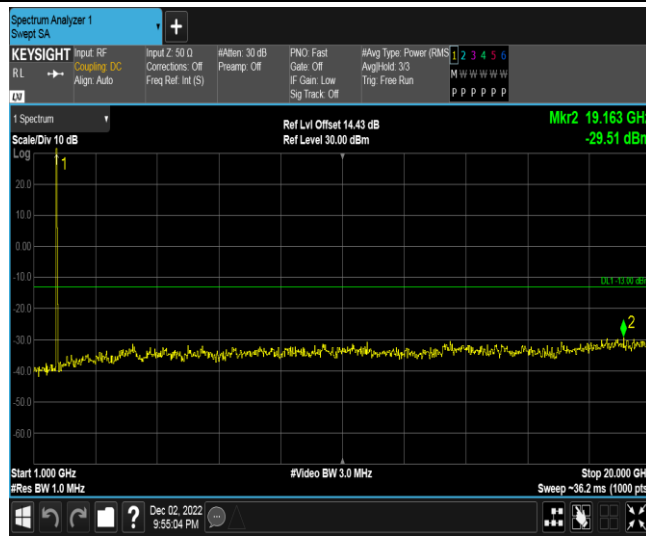 Spectrum Analyzer 1
Swept SA
+
KEYSIGHT
RL
LXI
Input: RF
Coupling: DC
Align: Auto
Input Z: 50 Ω
Corrections: Off
Freq Ref: Int (S)
#Atten: 30 dB
Preamp: Off
PNO: Fast
Gate: Off
IF Gain: Low
Sig Track: Off
#Avg Type: Power (RMS
Avg|Hold: 3/3
Trig: Free Run
1 2 3 4 5 6
M W W W W W
P P P P P P
1 Spectrum
Scale/Div 10 dB
Log
Ref Lvl Offset 14.43 dB
Ref Level 30.00 dBm
Mkr2 19.163 GHz
-29.51 dBm
1
20.0
10.0
0.00
-10.0
DL1 -13.00 dBm
-20.0
2
-30.0
-40.0
-50.0
-60.0
Start 1.000 GHz
#Res BW 1.0 MHz
#Video BW 3.0 MHz
Stop 20.000 GHz
Sweep ~36.2 ms (1000 pts)
?
Dec 02, 2022
9:55:04 PM